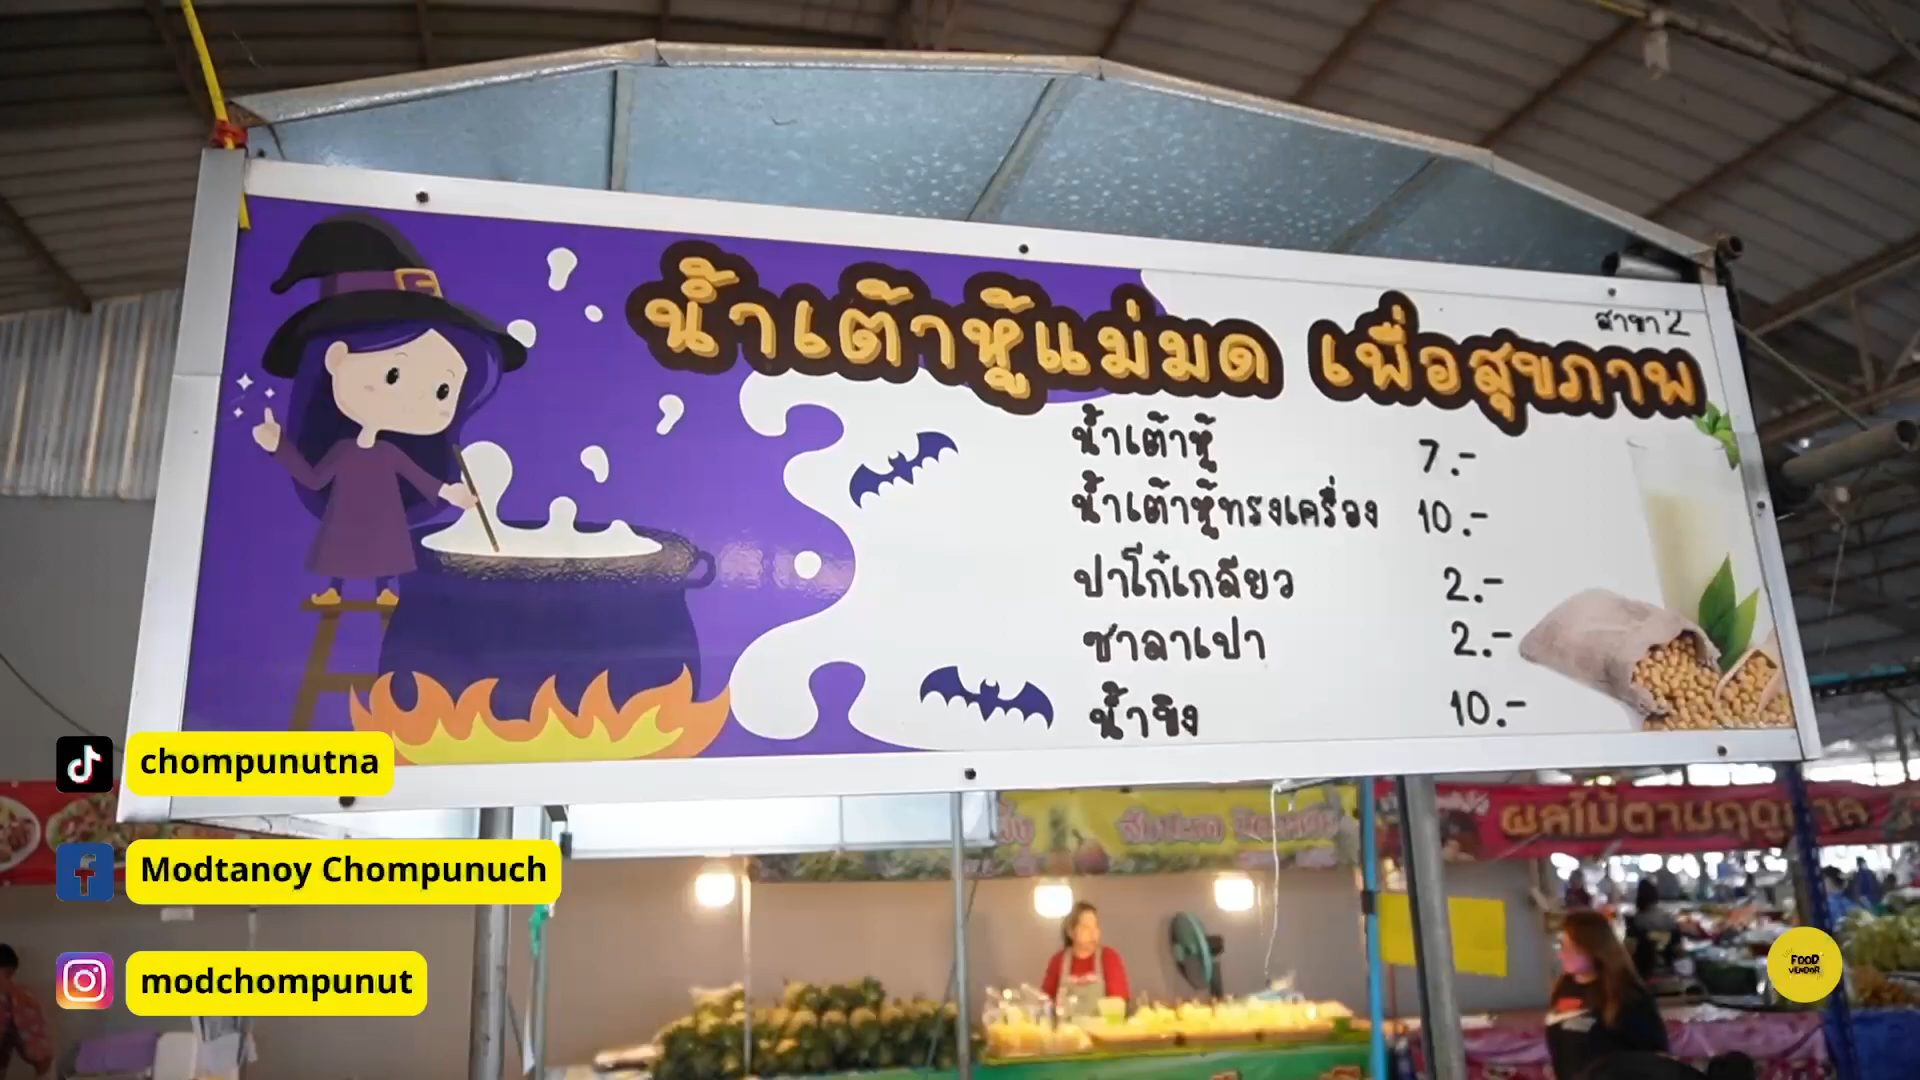 สาขา 2
น้ำเต้าหู้แม่มด เพื่อสุขภาพ
น้ำเต้าหู้ 7.-
น้ำเต้าหู้ทรงเครื่อง 10.-
ปาโก๋เกลียว 2.-
ซาลาเปา 2.-
น้ำขิง 10.-
chompunutna
Modtanoy Chompunuch
modchompunut
ผลไม้ตามฤดูกาล
FOOD
VENDOR